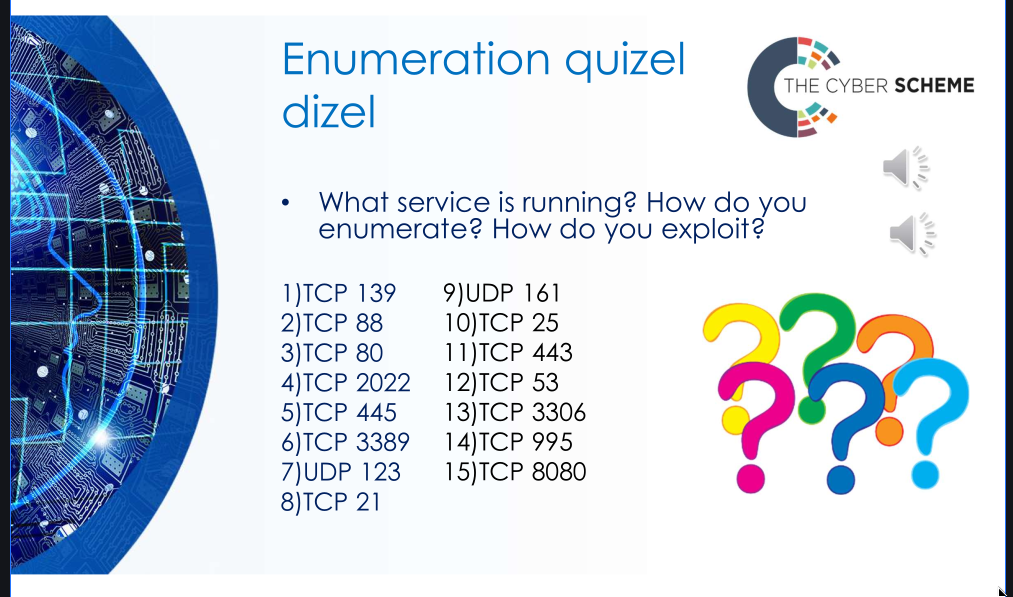 Enumeration quizel
dizel
THE CYBER SCHEME
• What service is running? How do you
enumerate? How do you exploit?
1)TCP 139
2)TCP 88
3)TCP 80
4)TCP 2022
5)TCP 445
6)TCP 3389
7)UDP 123
8)TCP 21
9)UDP 161
10)TCP 25
11)TCP 443
12)TCP 53
13)TCP 3306
14)TCP 995
15)TCP 8080